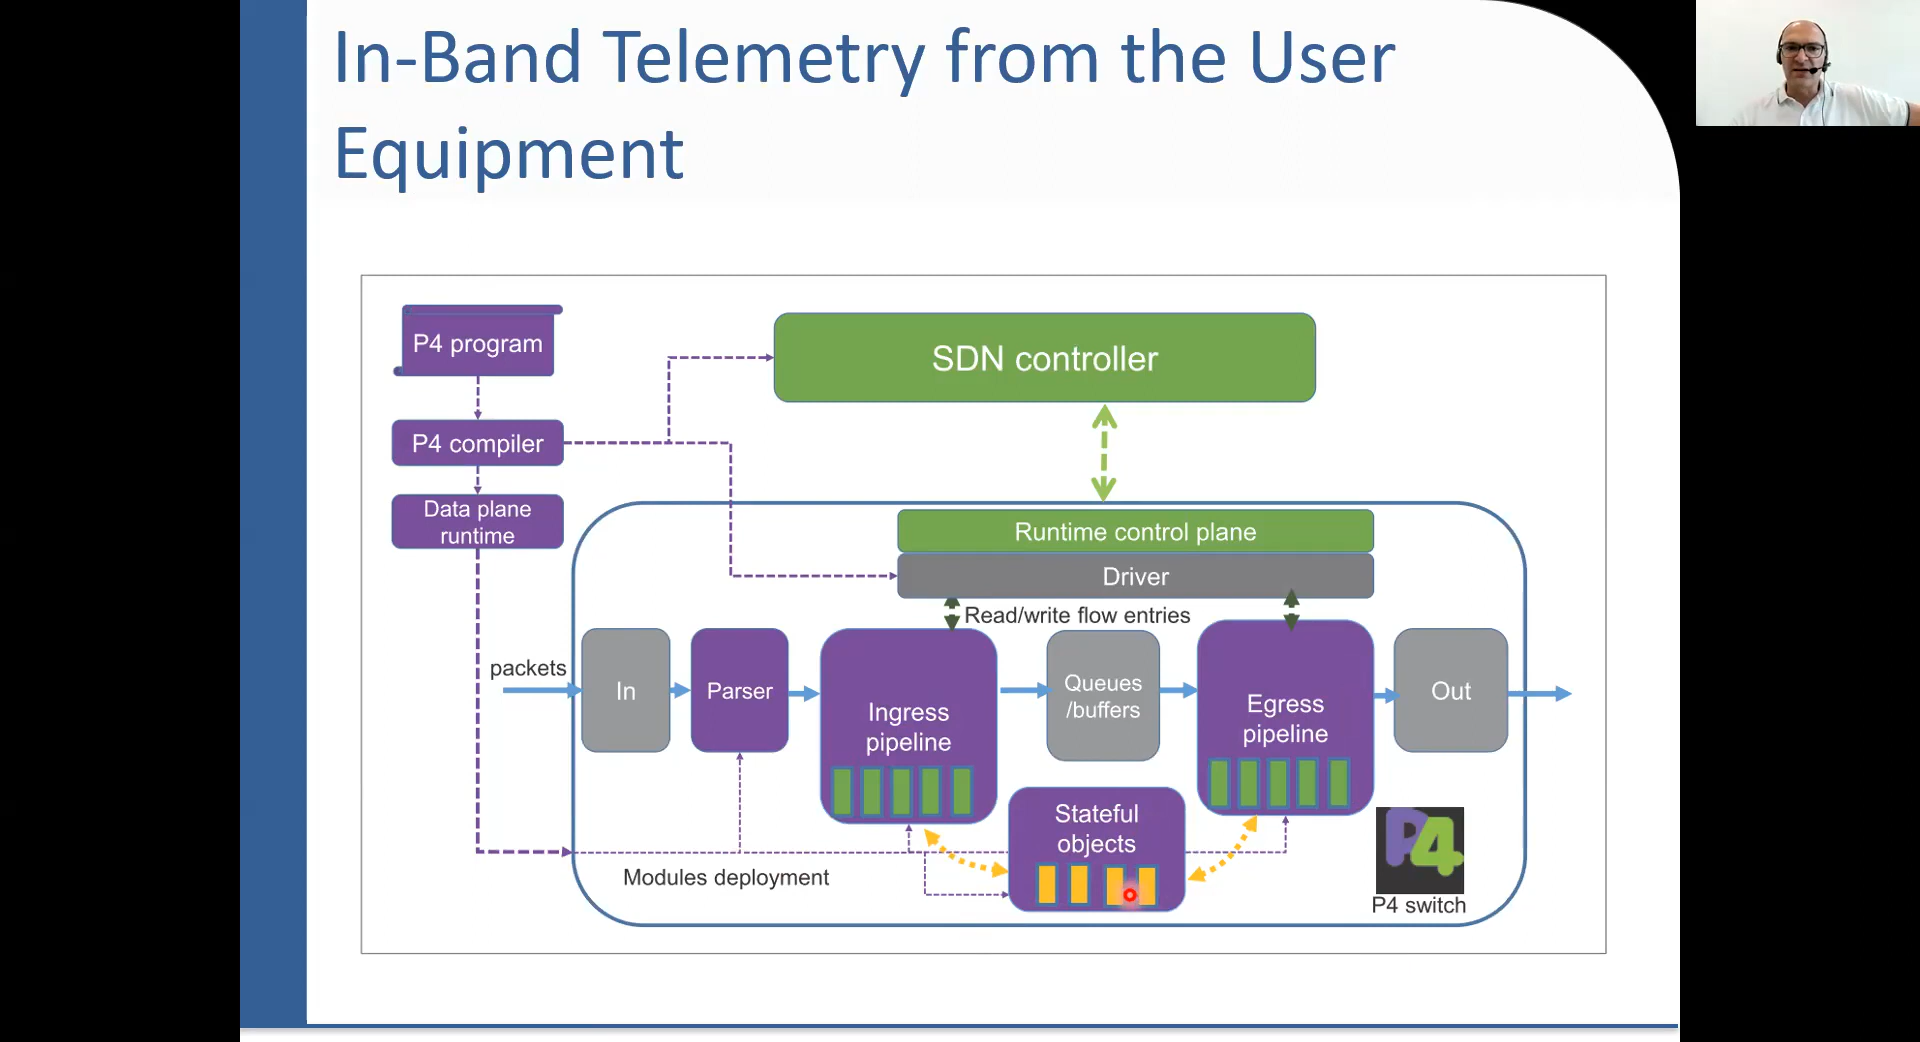 In-Band Telemetry from the User
Equipment
P4 program
SDN controller
P4 compiler
Data plane
runtime
Runtime control plane
Driver
Read/write flow entries
packets
In
Parser
Ingress
pipeline
Queues
/buffers
Egress
pipeline
Out
Stateful
objects
Modules deployment
P4
P4 switch